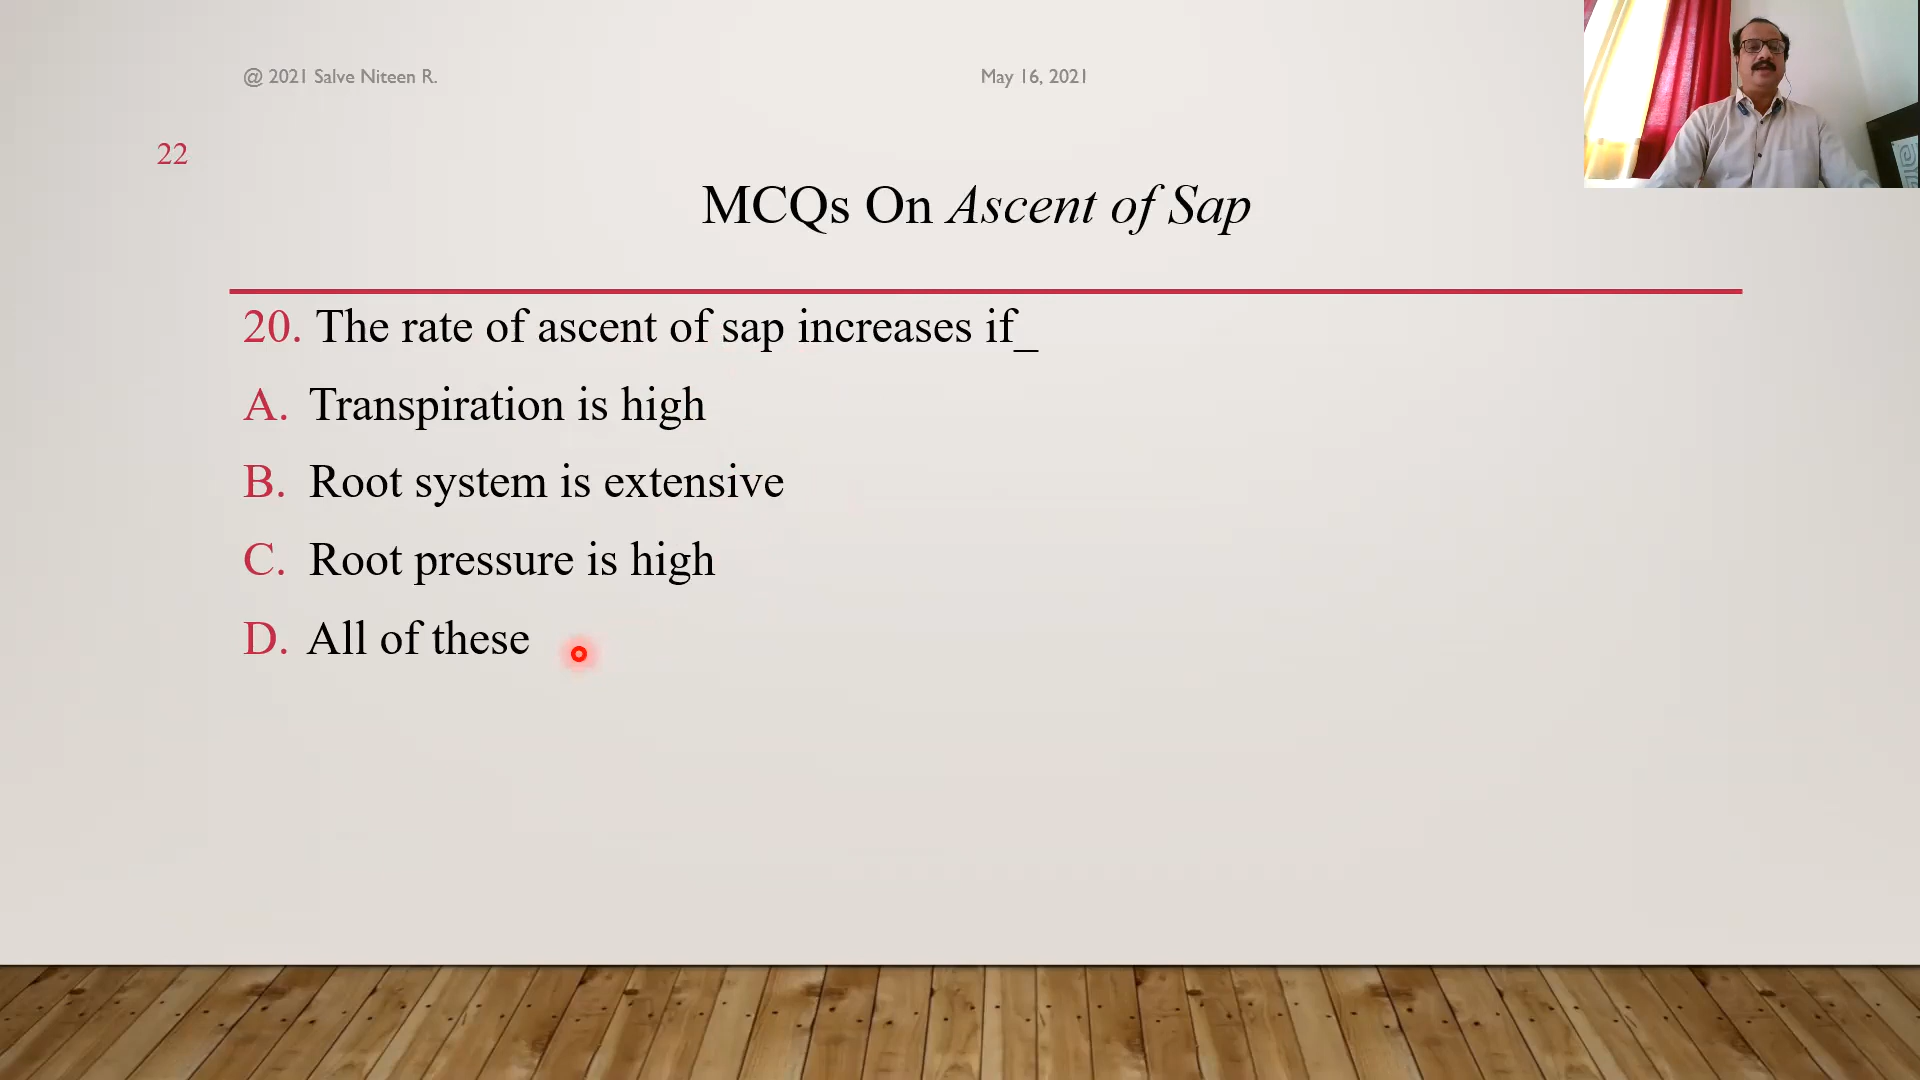 @ 2021 Salve Niteen R.
May 16, 2021
22
MCQs On Ascent of Sap
20. The rate of ascent of sap increases if_
A. Transpiration is high
B. Root system is extensive
C. Root pressure is high
D. All of these